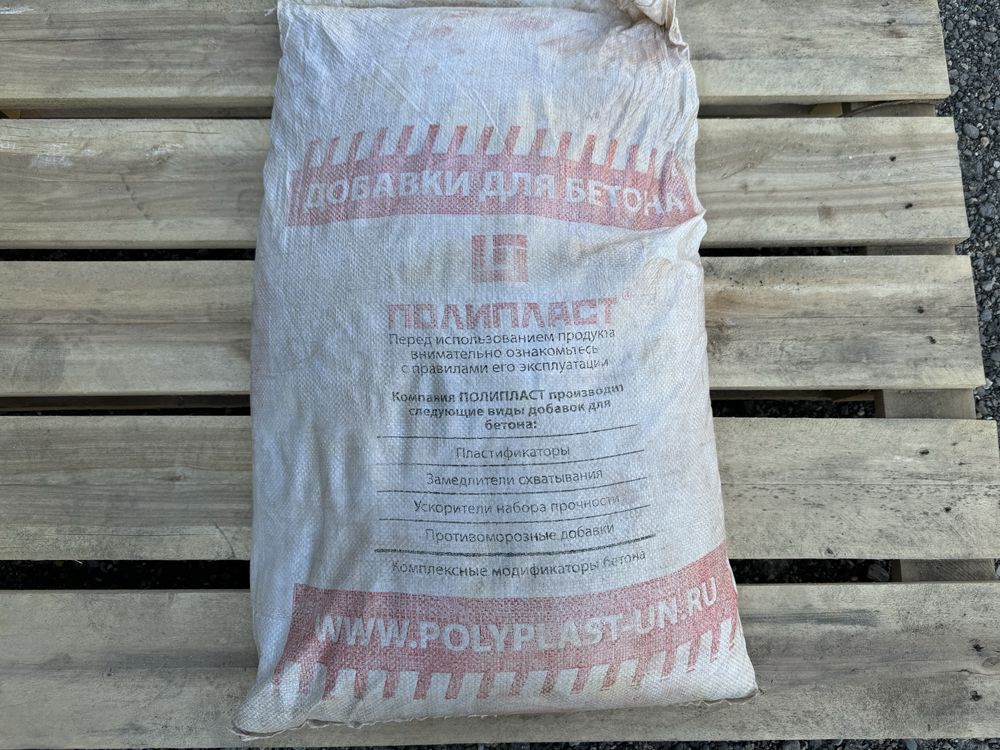 ДОБАВКИ ДЛЯ БЕТОНА
ПОЛИПЛАСТ®
Перед использованием продукта
внимательно ознакомьтесь
с правилами его эксплуатации
Компания ПОЛИПЛАСТ производит
следующие виды добавок для
бетона:
Пластификаторы
Замедлители схватывания
Ускорители набора прочности
Противоморозные добавки
Комплексные модификаторы бетона
WWW.POLYPLAST-UN.RU